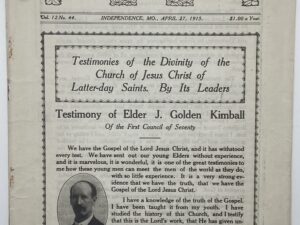 Vol. 13. No. 44. INDEPENDENCE, MO., APRIL 27, 1915. $1.00 a Year
Testimonies of the Divinity of the
Church of Jesus Christ of
Latter-day Saints. By Its Leaders
Testimony of Elder J. Golden Kimball
Of the First Council of Seventy
We have the Gospel of the Lord Jesus Christ, and it has withstood
every test. We have sent out our young Elders without experience,
and it is marvelous, it is wonderful, it is one of the great testimonies to
me how these young men can meet the men of the world as they do,
with so little experience. It is a very strong ev-
idence that we have the truth, that we have the
Gospel of the Lord Jesus Christ.
I have a knowledge of the truth of the Gospel.
I have been taught it from my youth. I have
studied the history of this Church, and I testify
that this is the Lord's work, that He has given un-